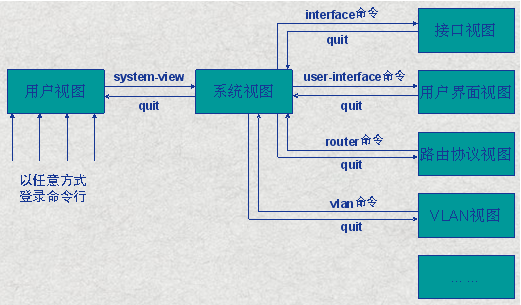 interface命令
接口视图
quit
system-view
user-interface命令
用户视图
系统视图
用户界面视图
quit
quit
router命令
路由协议视图
quit
以任意方式
登录命令行
vlan命令
VLAN视图
quit
... ...